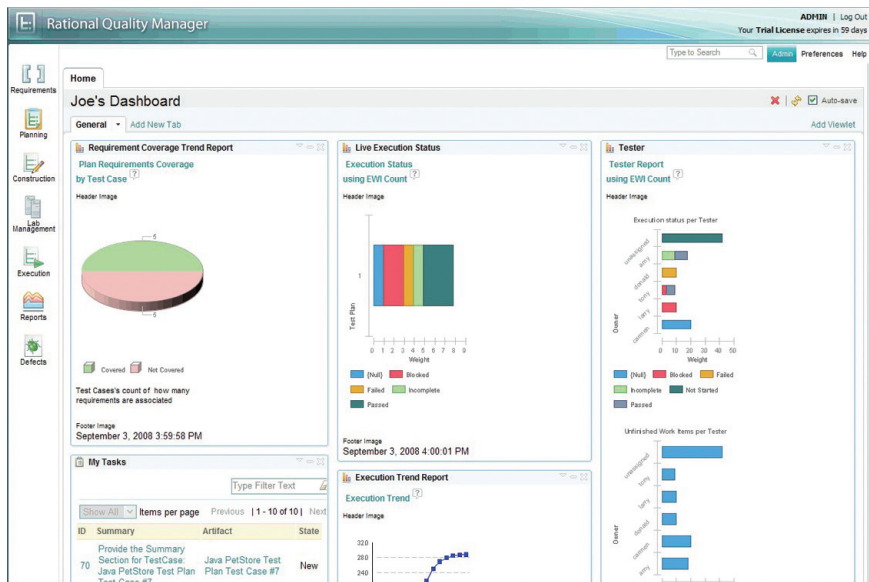 Rational Quality Manager
ADMIN | Log Out
Your Trial License expires in 59 days
Type to Search
Admin Preferences Help
Requirements
Planning
Construction
Lab
Management
Execution
Reports
Defects
Home
Joe's Dashboard
Auto-save
General Add New Tab
Add Viewlet
Requirement Coverage Trend Report
Plan Requirements Coverage
by Test Case [?]
Header Image
5
5
Covered Not Covered
Test Cases's count of how many
requirements are associated
Footer Image
September 3, 2008 3:59:58 PM
My Tasks
Type Filter Text
Show All Items per page Previous | 1 - 10 of 10 | Next
ID Summary Artifact State
70 Provide the Summary
Section for TestCase:
Java PetStore Test Plan
Test Case #7
Java PetStore Test
Plan Test Case #7
New
Live Execution Status
Execution Status
using EWI Count [?]
Header Image
1
Test Plan
0 1 2 3 4 5 6 7 8 9
Weight
(Null) Blocked
Failed Incomplete
Passed
Footer Image
September 3, 2008 4:00:01 PM
Execution Trend Report
Execution Trend [?]
Header Image
320
280
240
Tester
Tester Report
using EWI Count [?]
Header Image
Execution status per Tester
unassigned
amy
donald
tony
larry
carman
Owner
0 10 20 30 40 50
Weight
(Null) Blocked Failed
Incomplete Not Started
Passed
Unfinished Work Items per Tester
unassigned
tony
larry
donald
carman
amy
Owner